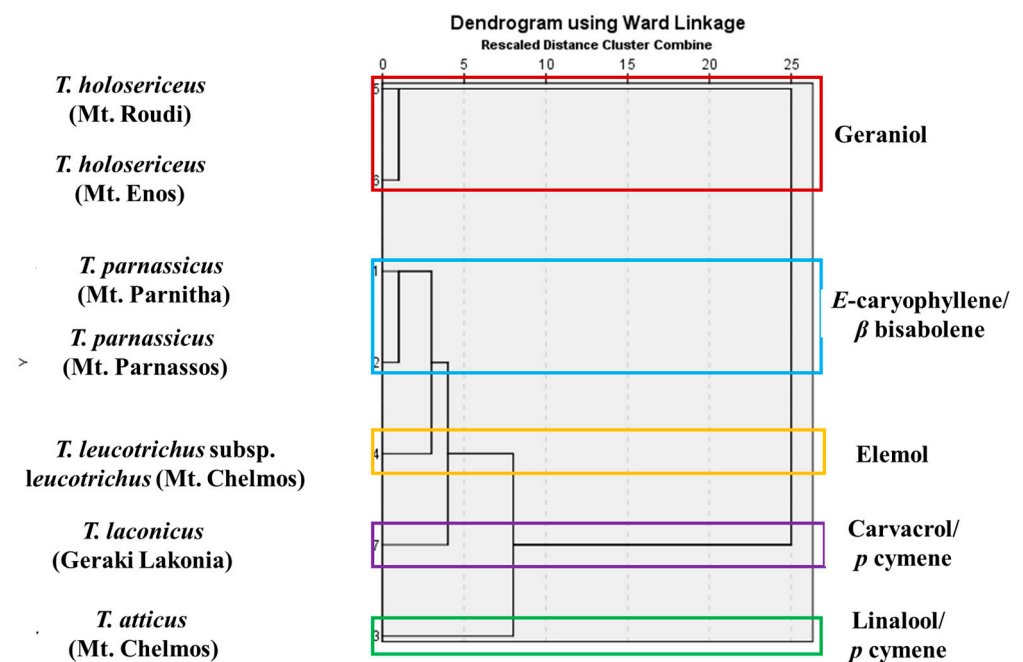 Dendrogram using Ward Linkage
Rescaled Distance Cluster Combine
0 5 10 15 20 25
T. holosericeus
(Mt. Roudi)
5
Geraniol
T. holosericeus
(Mt. Enos)
6
T. parnassicus
(Mt. Parnitha)
1
E-caryophyllene/
β bisabolene
T. parnassicus
(Mt. Parnassos)
2
T. leucotrichus subsp.
leucotrichus (Mt. Chelmos)
4
Elemol
T. laconicus
(Geraki Lakonia)
7
Carvacrol/
p cymene
T. atticus
(Mt. Chelmos)
3
Linalool/
p cymene